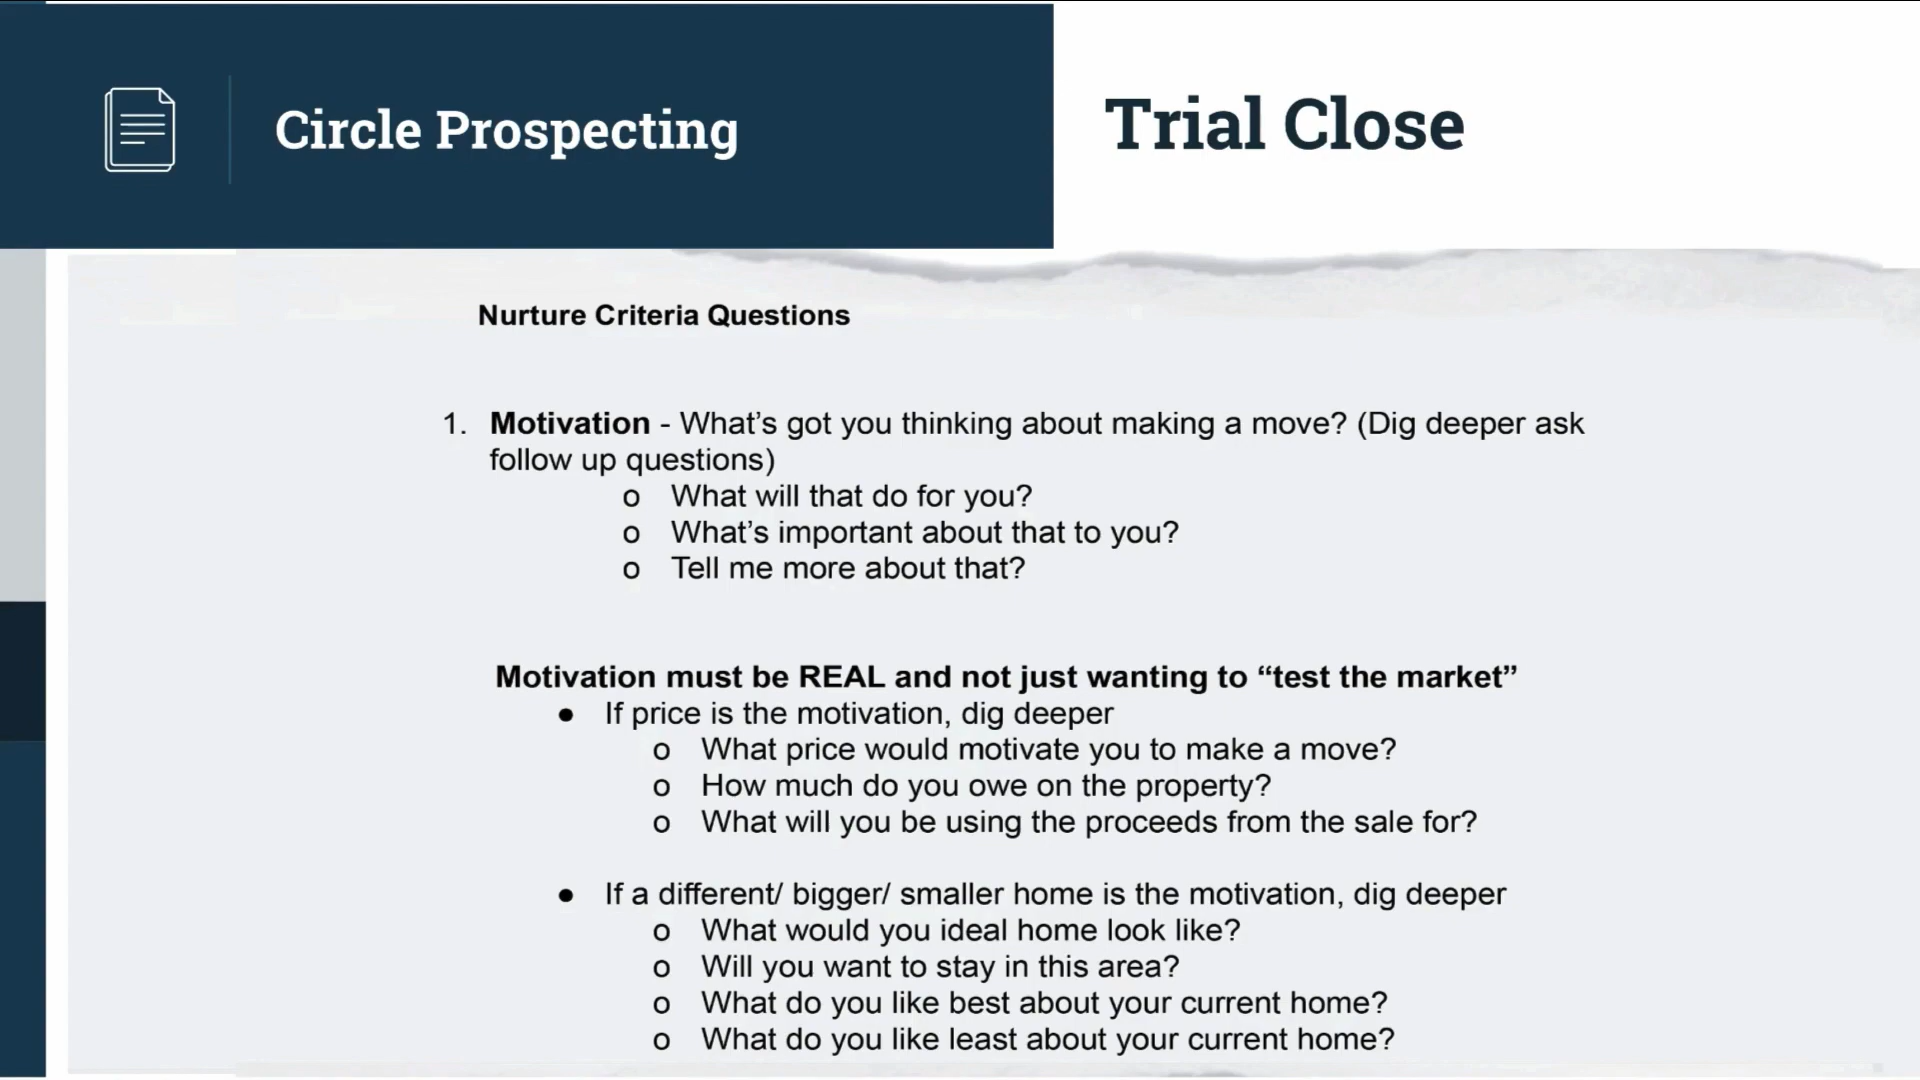 Circle Prospecting
Trial Close
Nurture Criteria Questions
1. Motivation - What’s got you thinking about making a move? (Dig deeper ask
follow up questions)
o What will that do for you?
o What’s important about that to you?
o Tell me more about that?
Motivation must be REAL and not just wanting to “test the market”
● If price is the motivation, dig deeper
o What price would motivate you to make a move?
o How much do you owe on the property?
o What will you be using the proceeds from the sale for?
● If a different/ bigger/ smaller home is the motivation, dig deeper
o What would you ideal home look like?
o Will you want to stay in this area?
o What do you like best about your current home?
o What do you like least about your current home?